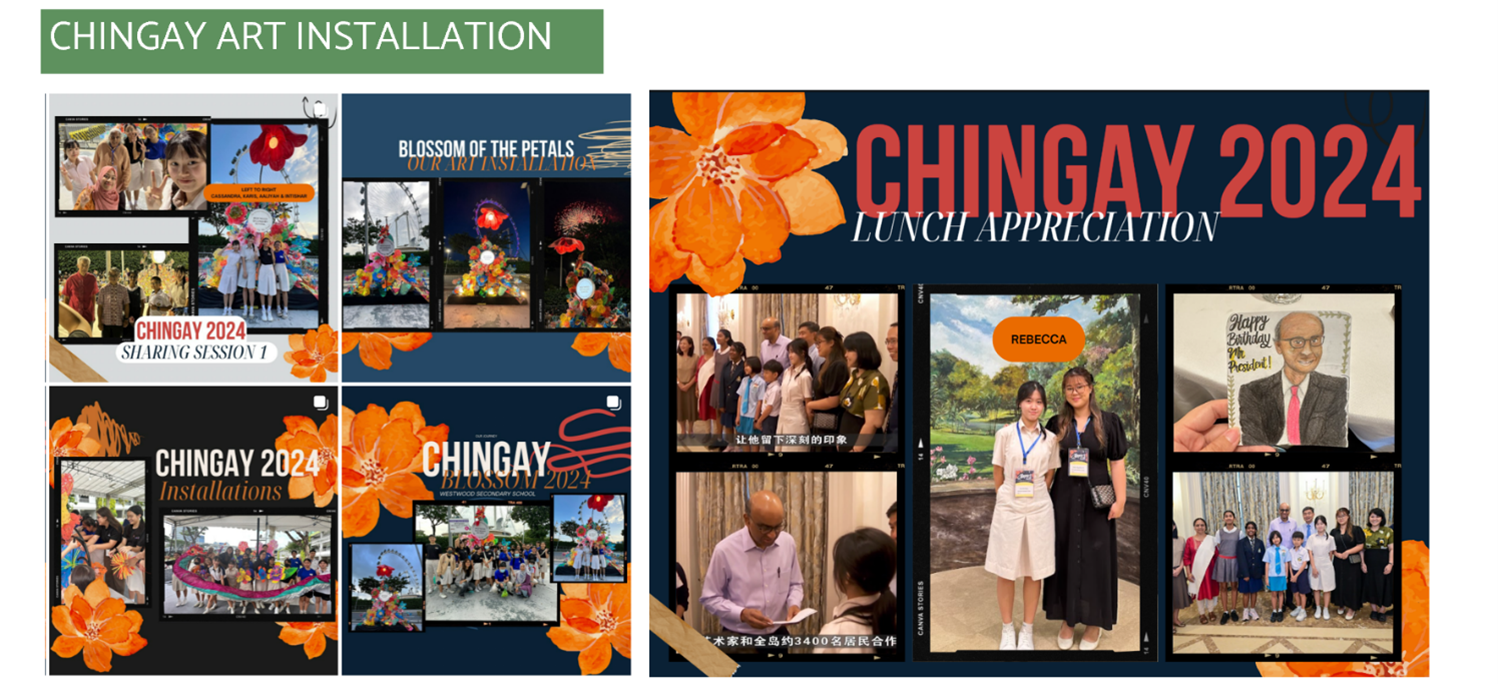 CHINGAY ART INSTALLATION
LEFT TO RIGHT
CHINGAY 2024
SHARING SESSION 1
BLOSSOM OF THE PETALS
OUR ART INSTALLATION
CHINGAY 2024
Installations
CHINGAY
BLOSSOM 2024
WESTWOOD SECONDARY SCHOOL
CHINGAY 2024
LUNCH APPRECIATION
让他留下深刻的印象
REBECCA
Happy
Birthday
Mr
President!
术家和全岛约3400名居民合作
CANVA STORIES